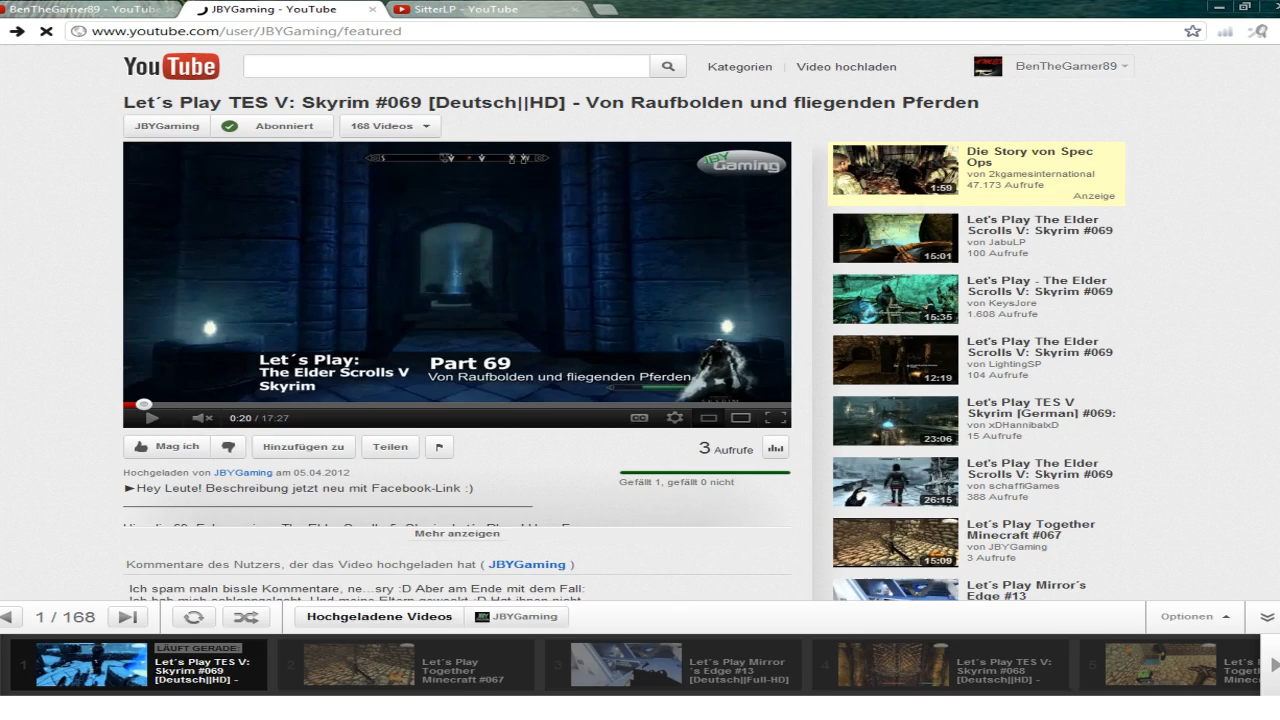 BenTheGamer89 - YouTube
JBYGaming - YouTube
SitterLP - YouTube
www.youtube.com/user/JBYGaming/featured
YouTube
Kategorien
Video hochladen
BenTheGamer89
Let´s Play TES V: Skyrim #069 [Deutsch||HD] - Von Raufbolden und fliegenden Pferden
JBYGaming
Abonniert
168 Videos
S
JBY Gaming
Let´s Play:
The Elder Scrolls V
Skyrim
Part 69
Von Raufbolden und fliegenden Pferden
0:20 / 17:27
CC
Mag ich
Hinzufügen zu
Teilen
3 Aufrufe
Hochgeladen von JBYGaming am 05.04.2012
Gefällt 1, gefällt 0 nicht
►Hey Leute! Beschreibung jetzt neu mit Facebook-Link :)
Mehr anzeigen
Kommentare des Nutzers, der das Video hochgeladen hat ( JBYGaming )
Ich spam maln bissle Kommentare, ne...sry :D Aber am Ende mit dem Fall:
1:59
Die Story von Spec
Ops
von 2kgamesinternational
47.173 Aufrufe
Anzeige
15:01
Let's Play The Elder
Scrolls V: Skyrim #069
von JabuLP
100 Aufrufe
15:35
Let's Play - The Elder
Scrolls V: Skyrim #069
von KeysJore
1.608 Aufrufe
12:19
Let's Play The Elder
Scrolls V: Skyrim #069
von LightingSP
104 Aufrufe
23:06
Let's Play TES V
Skyrim [German] #069:
von xDHannibalxD
15 Aufrufe
26:15
Let's Play The Elder
Scrolls V: Skyrim #069
von schaffiGames
388 Aufrufe
15:09
Let´s Play Together
Minecraft #067
von JBYGaming
3 Aufrufe
Let´s Play Mirror´s
Edge #13
1 / 168
Hochgeladene Videos
JBYGaming
Optionen
1
LÄUFT GERADE:
Let´s Play TES V:
Skyrim #069
[Deutsch||HD] -
2
Let´s Play
Together
Minecraft #067
3
Let´s Play Mirror
´s Edge #13
[Deutsch||Full-HD]
4
Let´s Play TES V:
Skyrim #068
[Deutsch||HD] -
5
Let´s